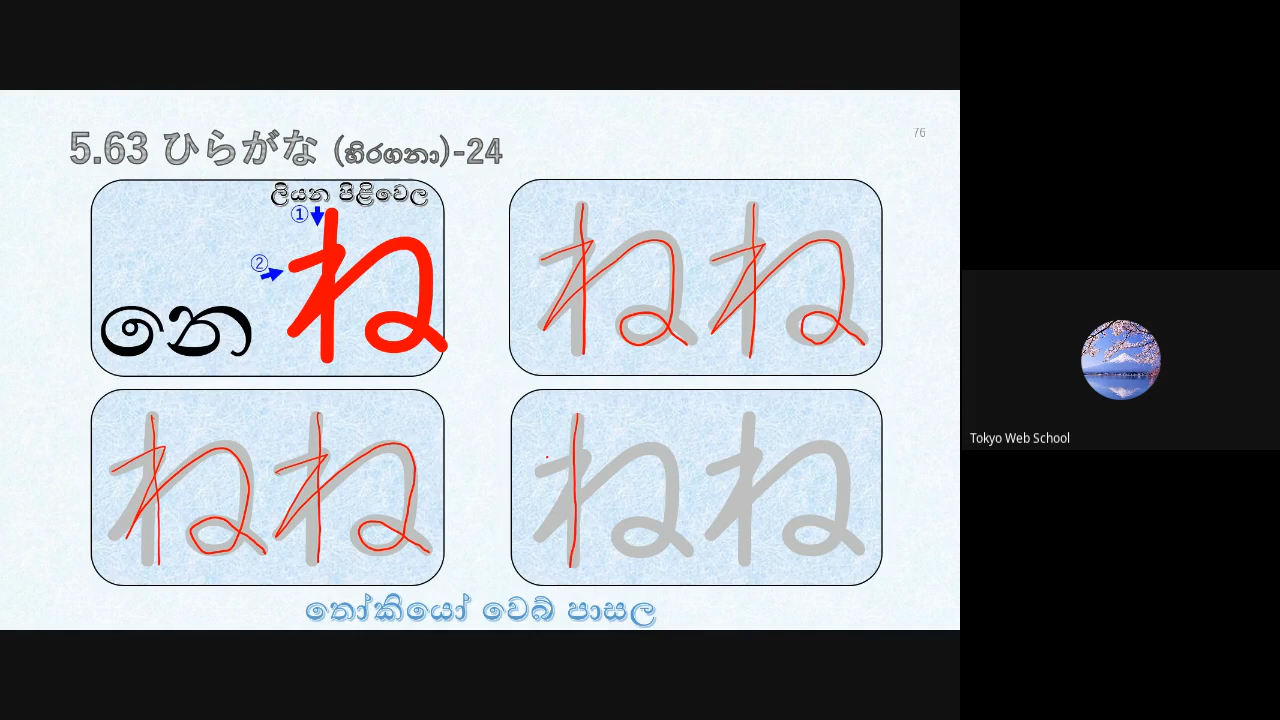 5.63 ひらがな (හිරගනා)-24
76
ලියන පිළිවෙල
①
②
නෙ ね
ね ね
ね ね
ね ね
තෝකියෝ වෙබ් පාසල
Tokyo Web School